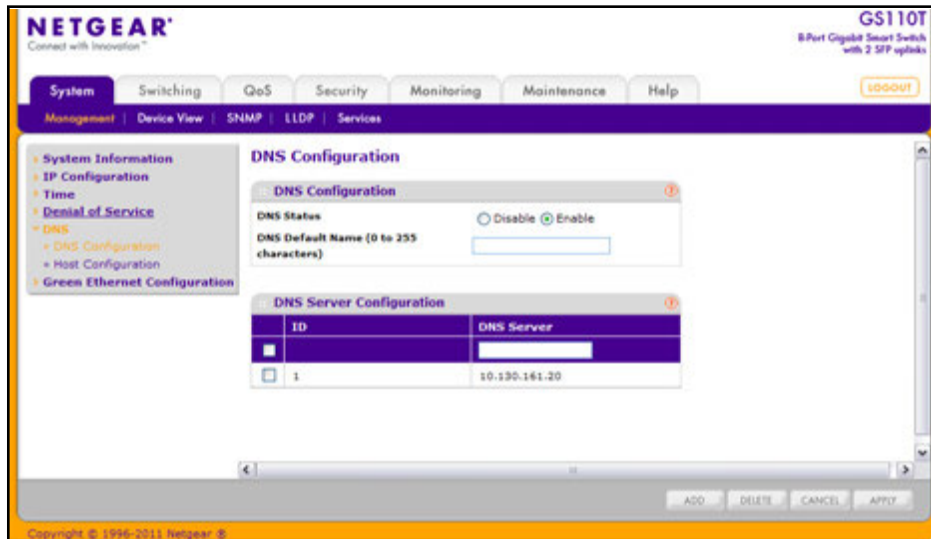 NETGEAR®
Connect with Innovation™
GS110T
8-Port Gigabit Smart Switch
with 2 SFP uplinks
System Switching QoS Security Monitoring Maintenance Help LOGOUT
Management | Device View | SNMP | LLDP | Services
System Information
IP Configuration
Time
Denial of Service
DNS
DNS Configuration
Host Configuration
Green Ethernet Configuration
DNS Configuration
DNS Configuration
DNS Status Disable Enable
DNS Default Name (0 to 255
characters)
DNS Server Configuration
ID DNS Server
1 10.130.161.20
ADD DELETE CANCEL APPLY
Copyright © 1996-2011 Netgear ®